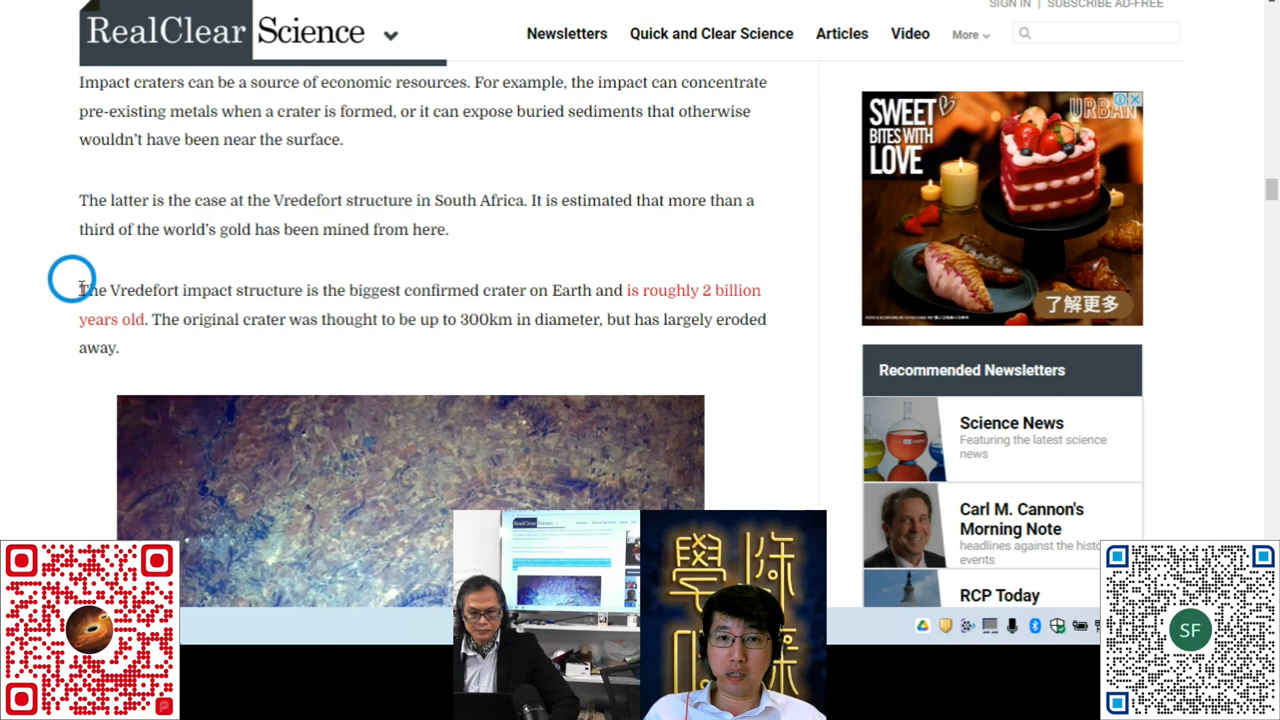 SIGN IN | SUBSCRIBE AD-FREE
RealClear Science
Newsletters Quick and Clear Science Articles Video More
Impact craters can be a source of economic resources. For example, the impact can concentrate
pre-existing metals when a crater is formed, or it can expose buried sediments that otherwise
wouldn’t have been near the surface.
The latter is the case at the Vredefort structure in South Africa. It is estimated that more than a
third of the world’s gold has been mined from here.
The Vredefort impact structure is the biggest confirmed crater on Earth and is roughly 2 billion
years old. The original crater was thought to be up to 300km in diameter, but has largely eroded
away.
SWEET
BITES WITH
LOVE
URBAN
了解更多
Recommended Newsletters
Science News
Featuring the latest science
news
Carl M. Cannon's
Morning Note
headlines against the histo
events
RCP Today
RealClear Science
SF